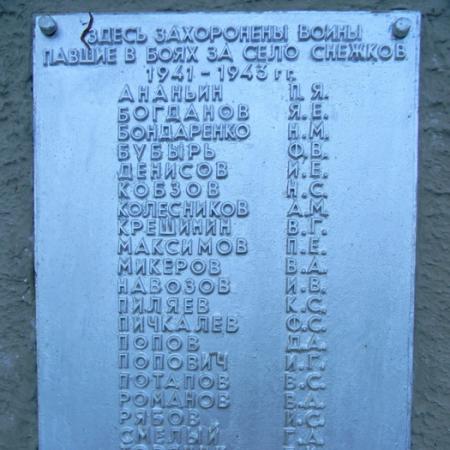 ЗДЕСЬ ЗАХОРОНЕНЫ ВОИНЫ
ПАВШИЕ В БОЯХ ЗА СЕЛО СНЕЖКОВ
1941-1943 г.г.
АНАНЬИН П.Я.
БОГДАНОВ Я.Е.
БОНДАРЕНКО Н.М.
БУБЫРЬ Ф.В.
ДЕНИСОВ И.Е.
КОБЗОВ Н.С.
КОЛЕСНИКОВ А.М.
КРЕШИНИН В.Г.
МАКСИМОВ П.Е.
МИКЕРОВ В.А.
НАВОЗОВ И.В.
ПИЛЯЕВ К.С.
ПИЧКАЛЕВ Ф.С.
ПОПОВ Д.А.
ПОПОВИЧ И.Г.
ПОТАПОВ В.С.
РОМАНОВ В.А.
РЯБОВ И.С.
СМЕЛЫЙ Г.А.